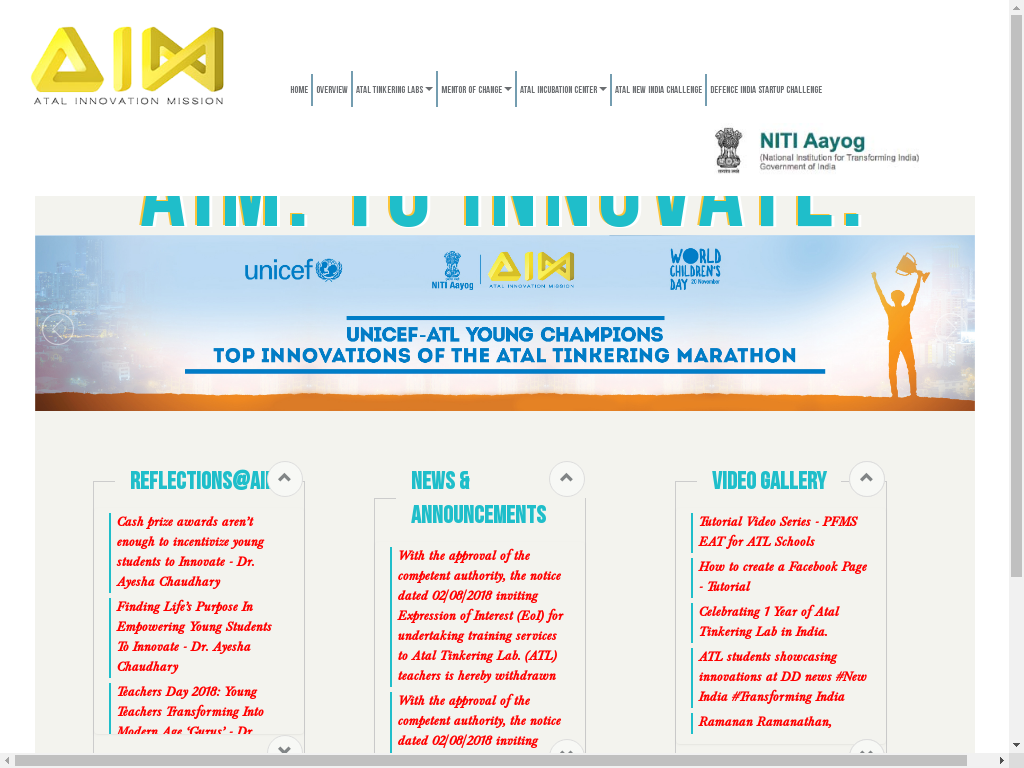 AIM
ATAL INNOVATION MISSION
HOME OVERVIEW ATAL TINKERING LABS MENTOR OF CHANGE ATAL INCUBATION CENTER ATAL NEW INDIA CHALLENGE DEFENCE INDIA STARTUP CHALLENGE
NITI Aayog
(National Institution for Transforming India)
Government of India
AIM. TO INNOVATE.
unicef
NITI Aayog
AIM
ATAL INNOVATION MISSION
WORLD
CHILDREN'S
DAY 20 November
UNICEF-ATL YOUNG CHAMPIONS
TOP INNOVATIONS OF THE ATAL TINKERING MARATHON
REFLECTIONS@AIM
Cash prize awards aren't
enough to incentivize young
students to Innovate - Dr.
Ayesha Chaudhary
Finding Life's Purpose In
Empowering Young Students
To Innovate - Dr. Ayesha
Chaudhary
Teachers Day 2018: Young
Teachers Transforming Into
Modern Age 'Gurus' - Dr.
NEWS &
ANNOUNCEMENTS
With the approval of the
competent authority, the notice
dated 02/08/2018 inviting
Expression of Interest (EoI) for
undertaking training services
to Atal Tinkering Lab. (ATL)
teachers is hereby withdrawn
With the approval of the
competent authority, the notice
dated 02/08/2018 inviting
VIDEO GALLERY
Tutorial Video Series - PFMS
EAT for ATL Schools
How to create a Facebook Page
- Tutorial
Celebrating 1 Year of Atal
Tinkering Lab in India.
ATL students showcasing
innovations at DD news #New
India #Transforming India
Ramanan Ramanathan,